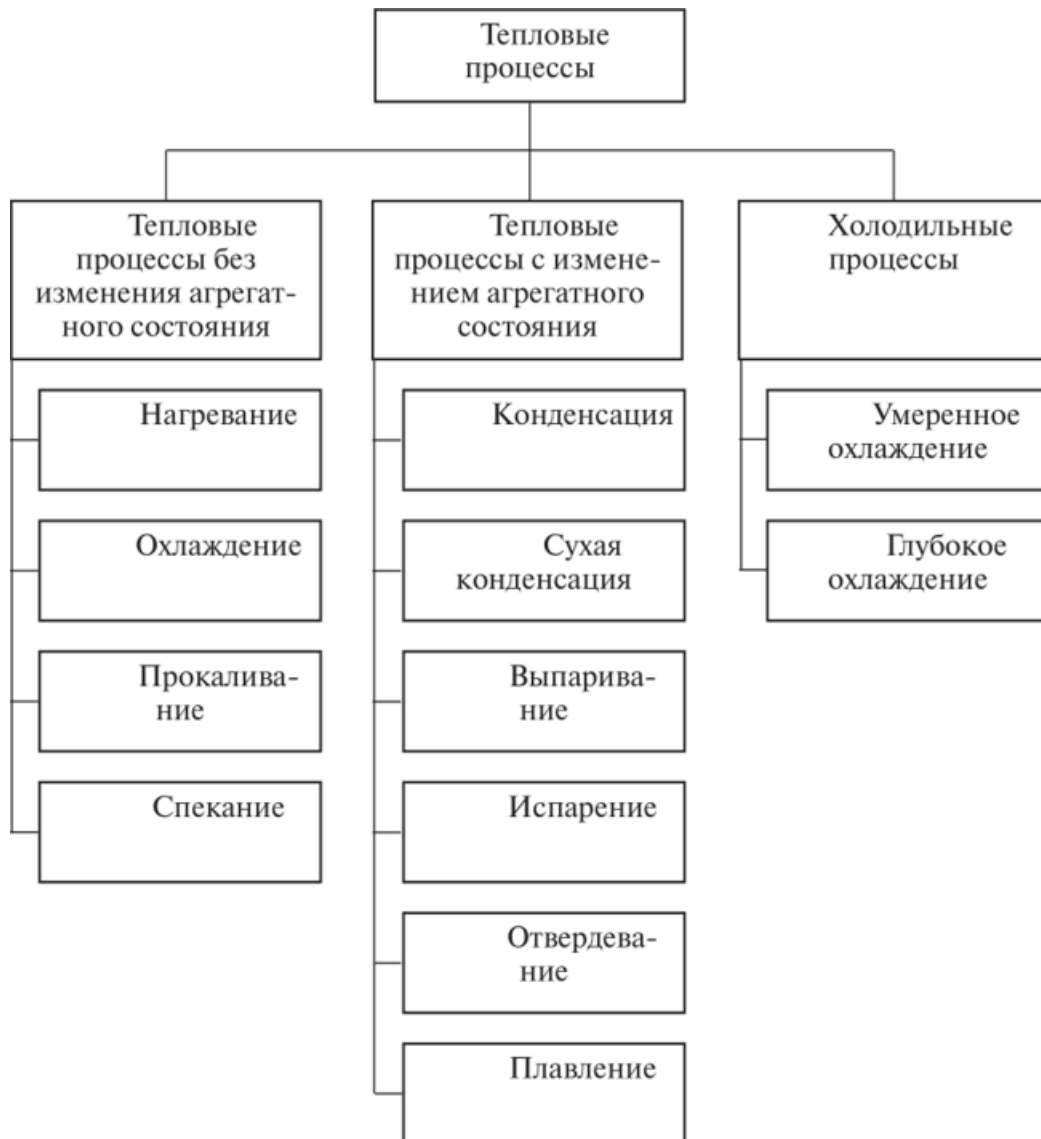 Тепловые
процессы
Тепловые
процессы без
изменения агрегат-
ного состояния
Нагревание
Охлаждение
Прокалива-
ние
Спекание
Тепловые
процессы с измене-
нием агрегатного
состояния
Конденсация
Сухая
конденсация
Выпарива-
ние
Испарение
Отвердева-
ние
Плавление
Холодильные
процессы
Умеренное
охлаждение
Глубокое
охлаждение